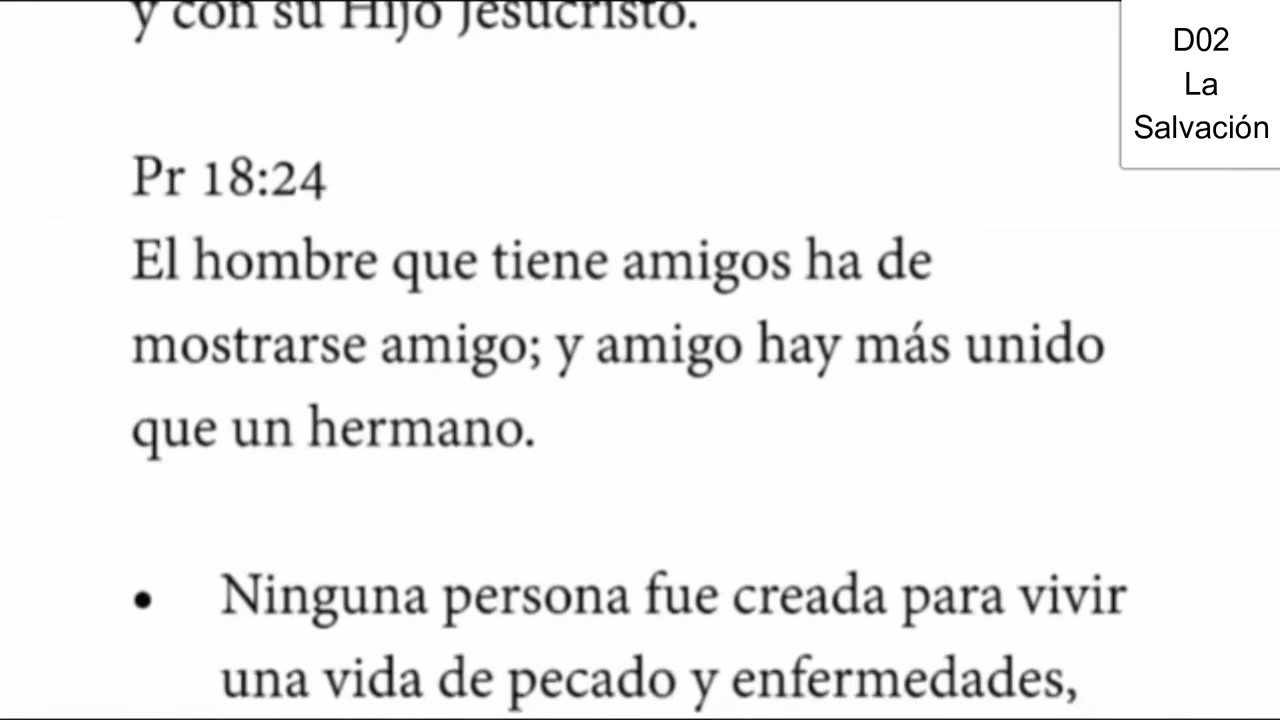 y con su Hijo Jesucristo.
D02
La
Salvación
Pr 18:24
El hombre que tiene amigos ha de
mostrarse amigo; y amigo hay más unido
que un hermano.
• Ninguna persona fue creada para vivir
una vida de pecado y enfermedades,